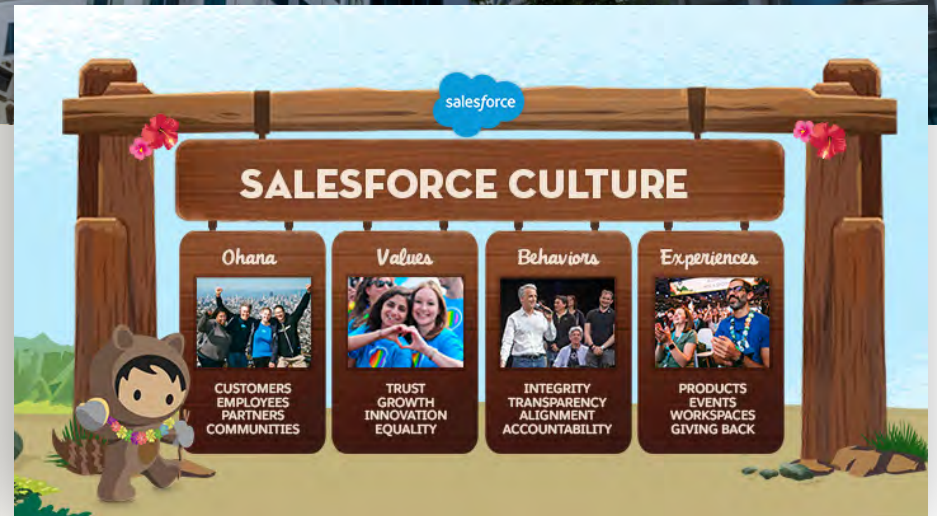 salesforce
SALESFORCE CULTURE
Ohana
CUSTOMERS
EMPLOYEES
PARTNERS
COMMUNITIES
Values
TRUST
GROWTH
INNOVATION
EQUALITY
Behaviors
INTEGRITY
TRANSPARENCY
ALIGNMENT
ACCOUNTABILITY
Experiences
PRODUCTS
EVENTS
WORKSPACES
GIVING BACK